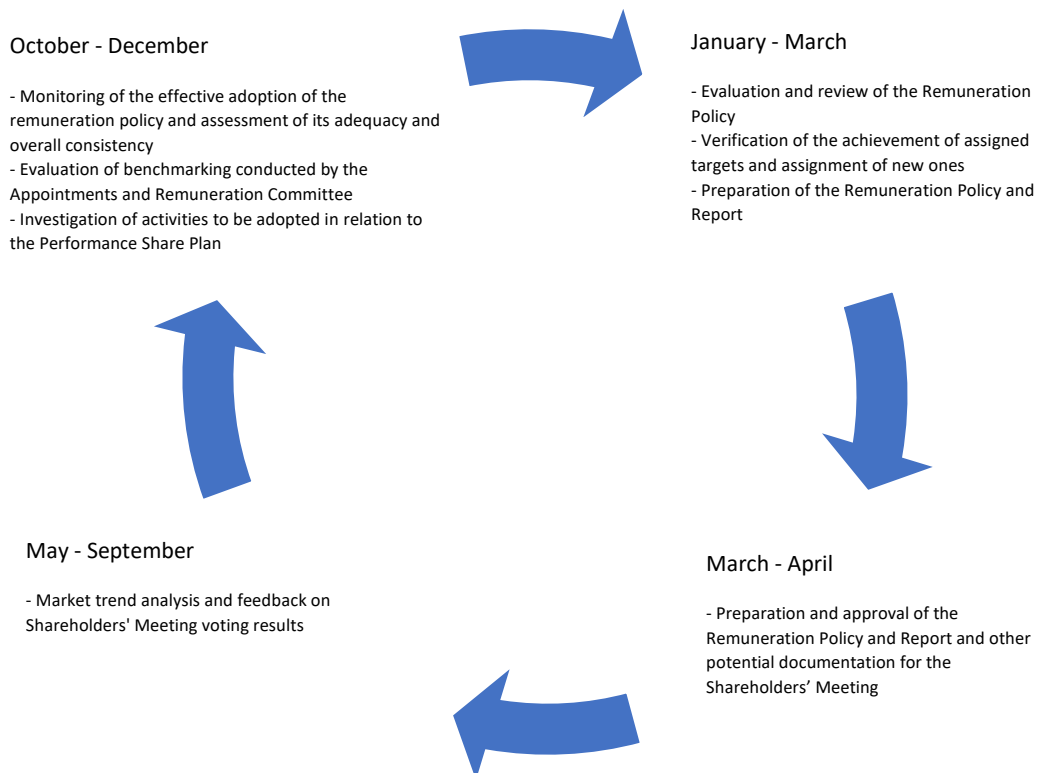 October - December
- Monitoring of the effective adoption of the
remuneration policy and assessment of its adequacy and
overall consistency
- Evaluation of benchmarking conducted by the
Appointments and Remuneration Committee
- Investigation of activities to be adopted in relation to
the Performance Share Plan
January - March
- Evaluation and review of the Remuneration
Policy
- Verification of the achievement of assigned
targets and assignment of new ones
- Preparation of the Remuneration Policy and
Report
May - September
- Market trend analysis and feedback on
Shareholders' Meeting voting results
March - April
- Preparation and approval of the
Remuneration Policy and Report and other
potential documentation for the
Shareholders’ Meeting